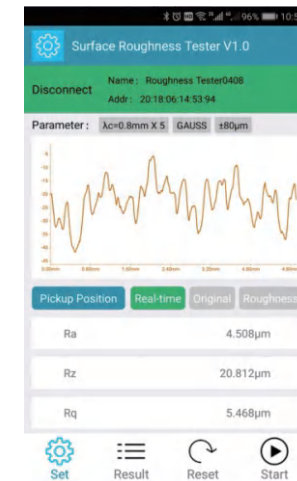 96% 10:5
Surface Roughness Tester V1.0
Disconnect
Name: Roughness Tester0408
Addr: 20:18:06:14:53:94
Parameter: λc=0.8mm X 5 GAUSS ±80μm
Pickup Position Real-time Original Roughness
Ra 4.508μm
Rz 20.812μm
Rq 5.468μm
Set Result Reset Start